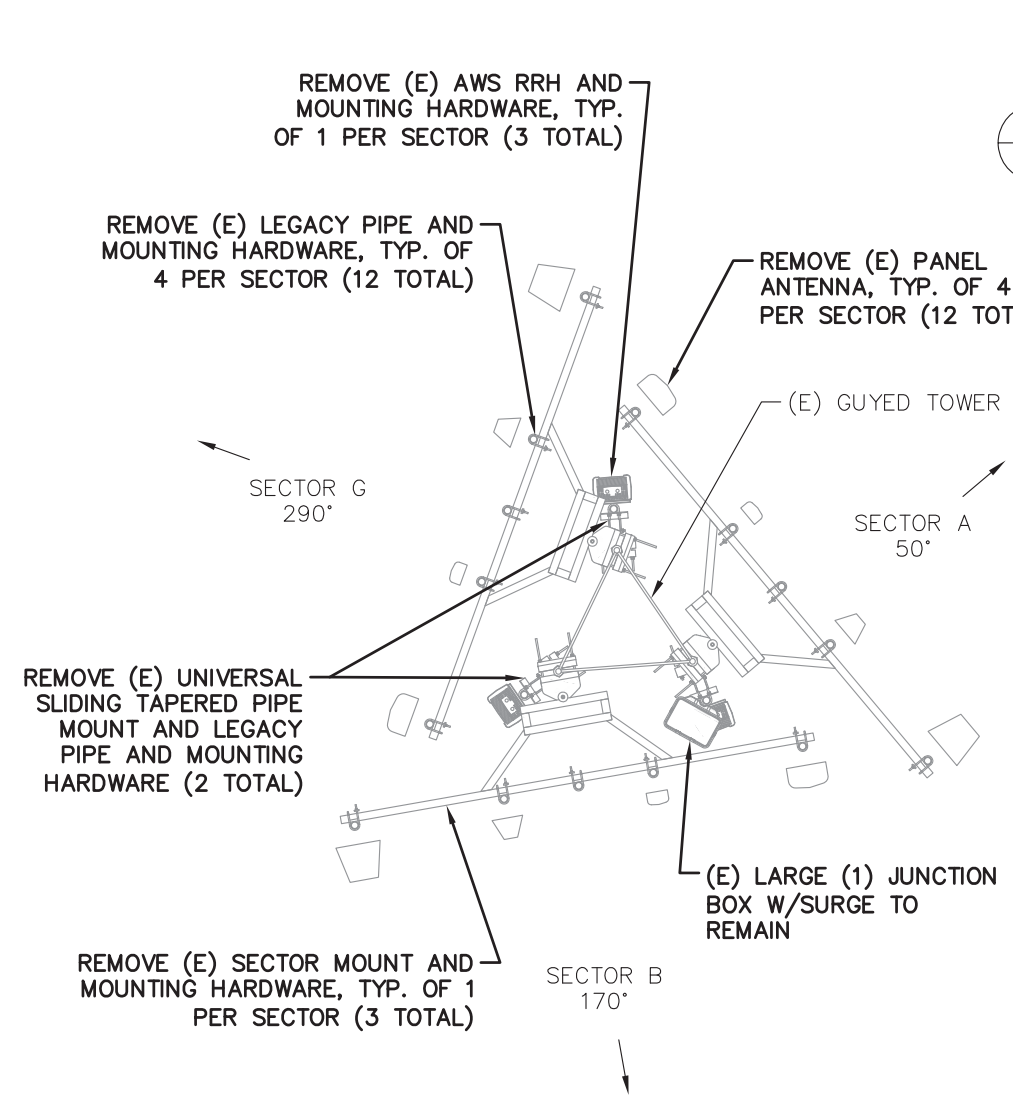 REMOVE (E) AWS RRH AND
MOUNTING HARDWARE, TYP.
OF 1 PER SECTOR (3 TOTAL)
REMOVE (E) LEGACY PIPE AND
MOUNTING HARDWARE, TYP. OF
4 PER SECTOR (12 TOTAL)
REMOVE (E) PANEL
ANTENNA, TYP. OF 4
PER SECTOR (12 TOT
(E) GUYED TOWER
SECTOR G
290°
SECTOR A
50°
REMOVE (E) UNIVERSAL
SLIDING TAPERED PIPE
MOUNT AND LEGACY
PIPE AND MOUNTING
HARDWARE (2 TOTAL)
(E) LARGE (1) JUNCTION
BOX W/SURGE TO
REMAIN
REMOVE (E) SECTOR MOUNT AND
MOUNTING HARDWARE, TYP. OF 1
PER SECTOR (3 TOTAL)
SECTOR B
170°